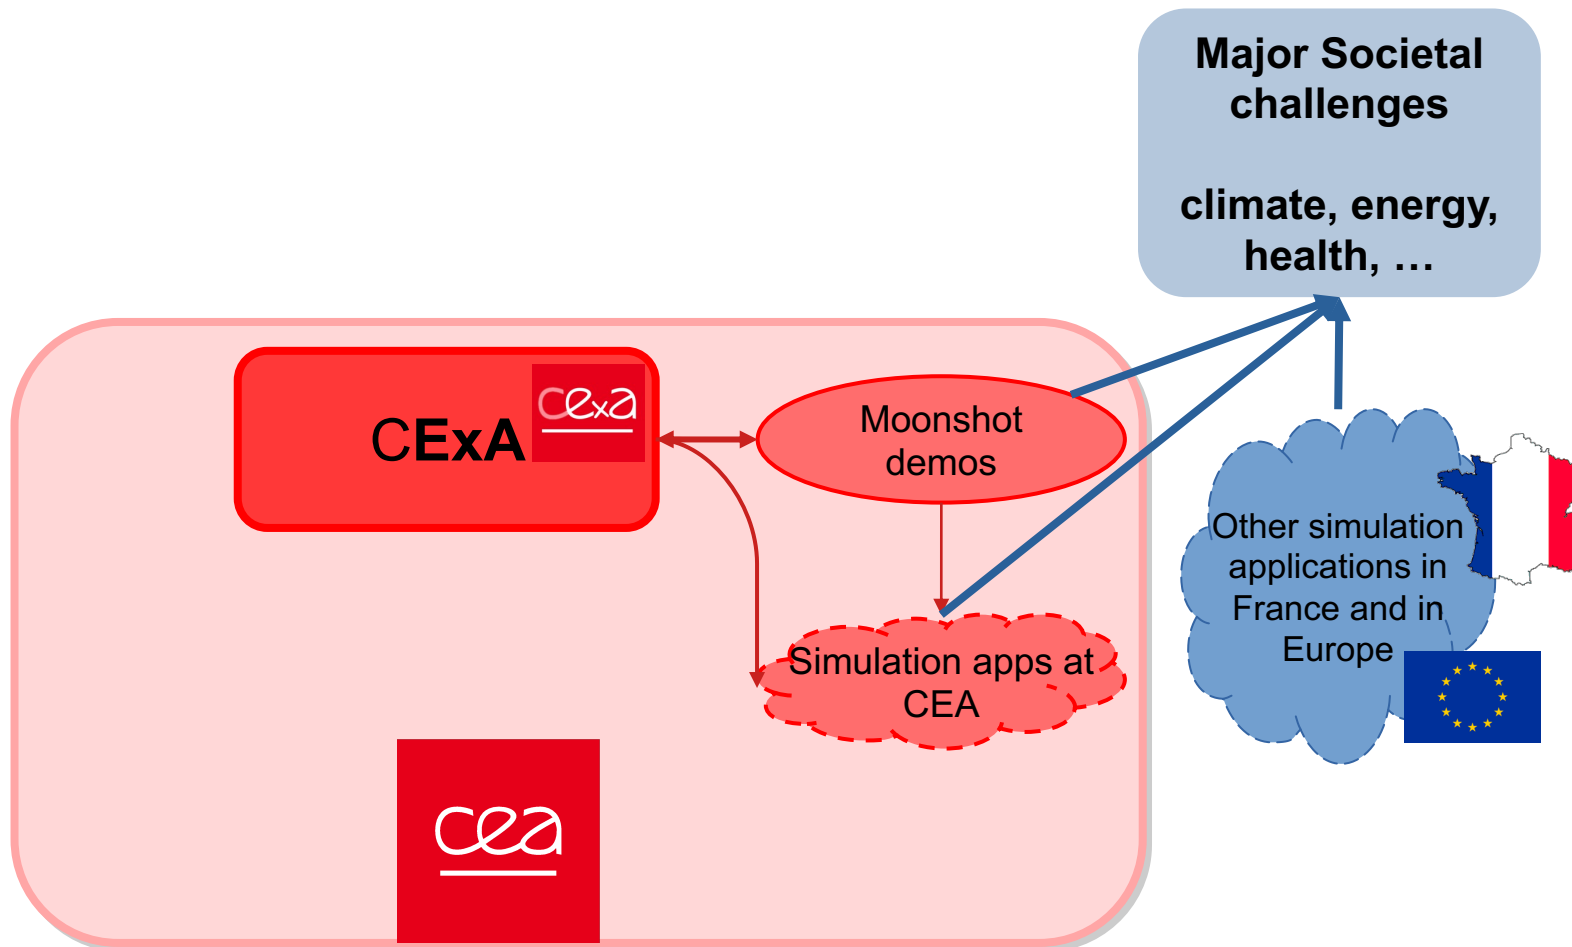 Major Societal
challenges
climate, energy,
health, …
CExA
cexa
Moonshot
demos
Other simulation
applications in
France and in
Europe
Simulation apps at
CEA
cea